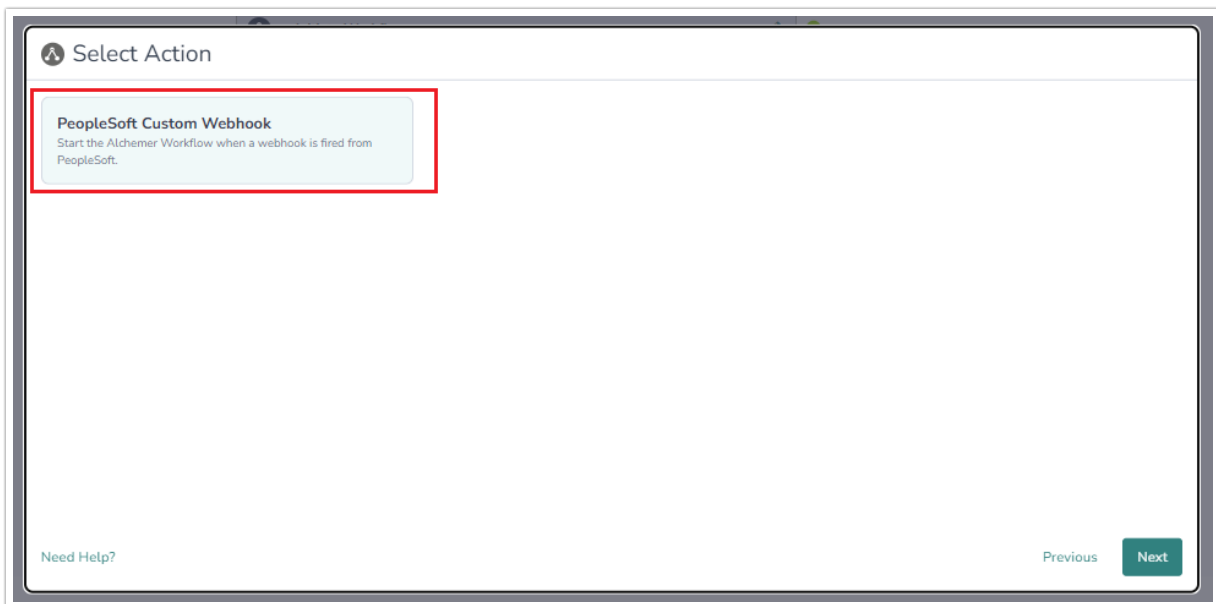 Select Action
PeopleSoft Custom Webhook
Start the Alchemer Workflow when a webhook is fired from
PeopleSoft.
Need Help?
Previous
Next